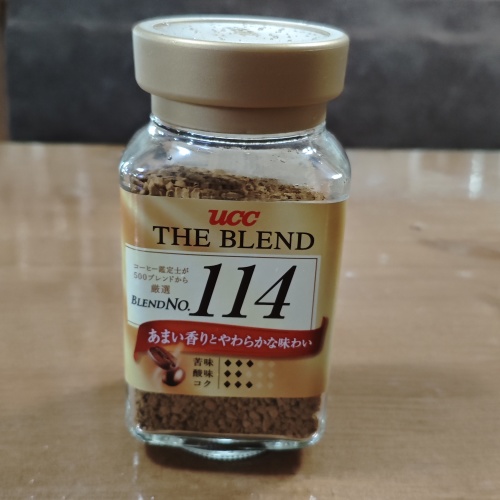 UCC
THE BLEND
コーヒー鑑定士が
500ブレンドから
厳選
BLEND NO. 114
あまい香りとやわらかな味わい
苦味
酸味
コク